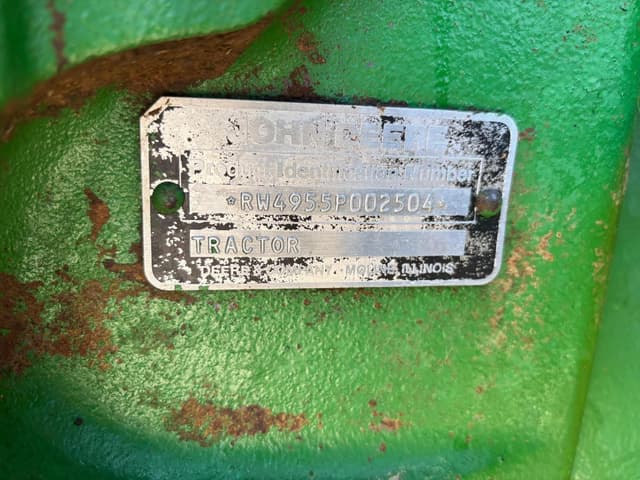 JOHN DEERE
Product Identification Number
*RW4955P002504*
TRACTOR
DEERE & COMPANY MOLINE, ILLINOIS